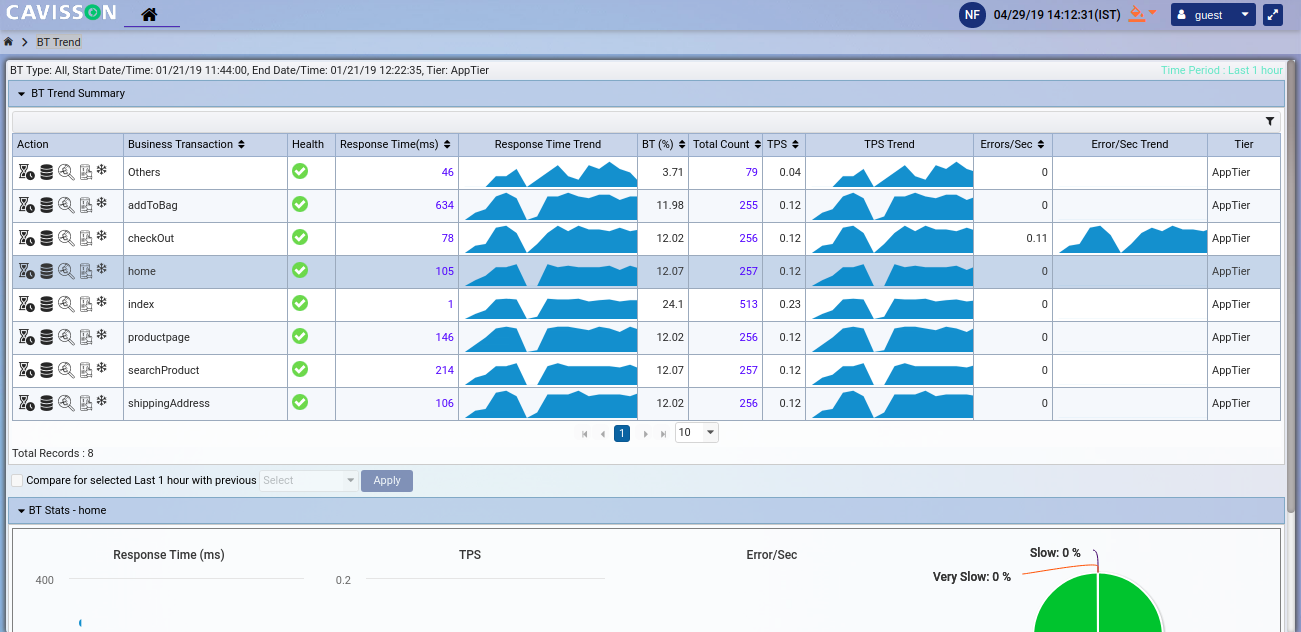 CAVISSON
NF 04/29/19 14:12:31(IST) guest
BT Trend
BT Type: All, Start Date/Time: 01/21/19 11:44:00, End Date/Time: 01/21/19 12:22:35, Tier: AppTier Time Period : Last 1 hour
BT Trend Summary
Action Business Transaction Health Response Time(ms) Response Time Trend BT (%) Total Count TPS TPS Trend Errors/Sec Error/Sec Trend Tier
Others 46 3.71 79 0.04 0 AppTier
addToBag 634 11.98 255 0.12 0 AppTier
checkOut 78 12.02 256 0.12 0.11 AppTier
home 105 12.07 257 0.12 0 AppTier
index 1 24.1 513 0.23 0 AppTier
productpage 146 12.02 256 0.12 0 AppTier
searchProduct 214 12.07 257 0.12 0 AppTier
shippingAddress 106 12.02 256 0.12 0 AppTier
1 10
Total Records : 8
Compare for selected Last 1 hour with previous Select Apply
BT Stats - home
Response Time (ms) TPS Error/Sec Slow: 0 %
400 0.2 Very Slow: 0 %